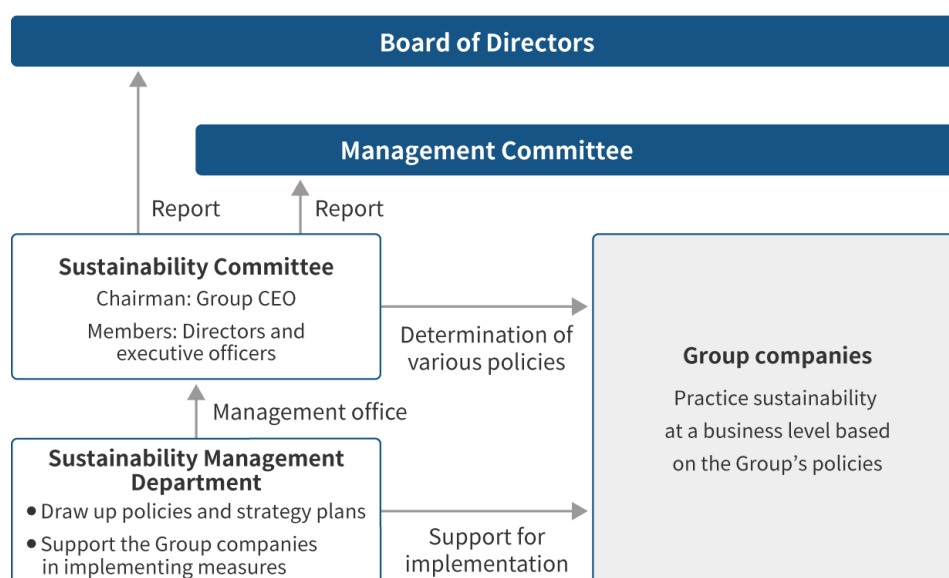 Board of Directors
Management Committee
Report
Report
Sustainability Committee
Chairman: Group CEO
Members: Directors and
executive officers
Determination of
various policies
Group companies
Practice sustainability
at a business level based
on the Group's policies
Management office
Sustainability Management
Department
● Draw up policies and strategy plans
● Support the Group companies
in implementing measures
Support for
implementation